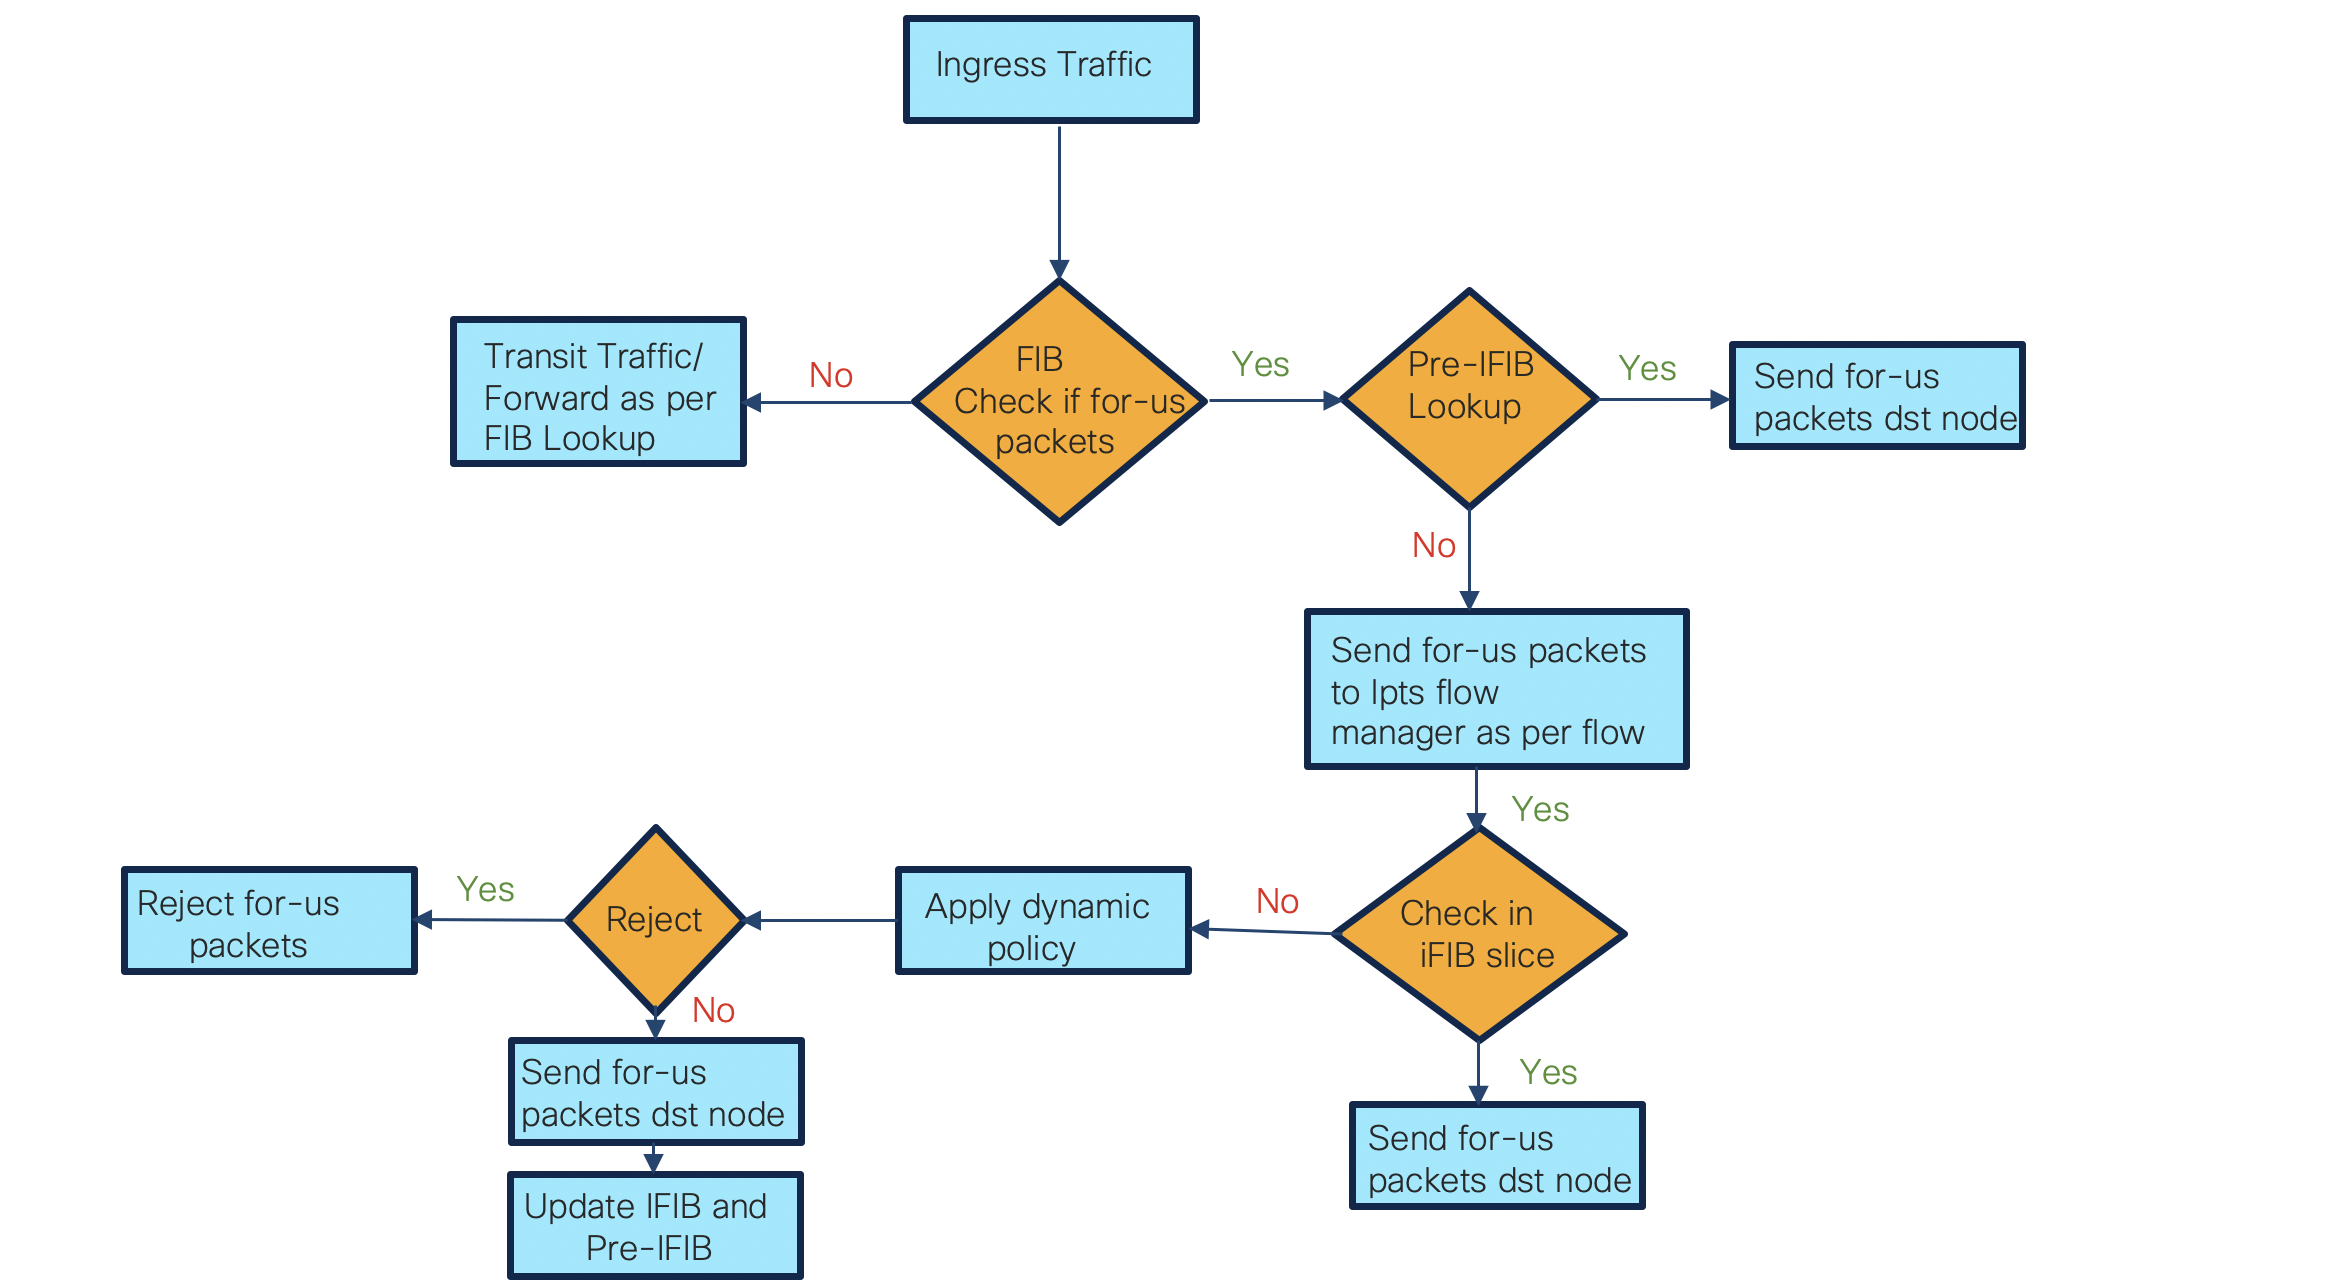 Ingress Traffic
Transit Traffic/
Forward as per
FIB Lookup
No
FIB
Check if for-us
packets
Yes
Pre-IFIB
Lookup
Yes
Send for-us
packets dst node
No
Send for-us packets
to lpts flow
manager as per flow
Yes
Reject for-us
packets
Yes
Reject
Apply dynamic
policy
No
Check in
iFIB slice
No
Send for-us
packets dst node
Yes
Send for-us
packets dst node
Update IFIB and
Pre-IFIB